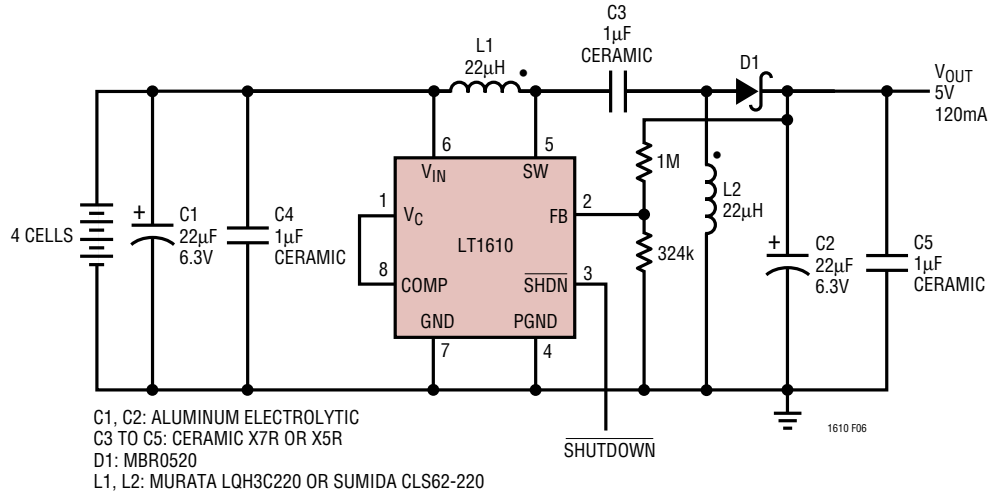 C3
1µF
CERAMIC
L1
22µH
D1
VOUT
5V
120mA
6
5
VIN
SW
1M
1
VC
2
FB
L2
22µH
4 CELLS
+
C1
22µF
6.3V
C4
1µF
CERAMIC
LT1610
324k
+
C2
22µF
6.3V
C5
1µF
CERAMIC
8
COMP
SHDN
3
GND
PGND
7
4
C1, C2: ALUMINUM ELECTROLYTIC
C3 TO C5: CERAMIC X7R OR X5R
D1: MBR0520
L1, L2: MURATA LQH3C220 OR SUMIDA CLS62-220
SHUTDOWN
1610 F06